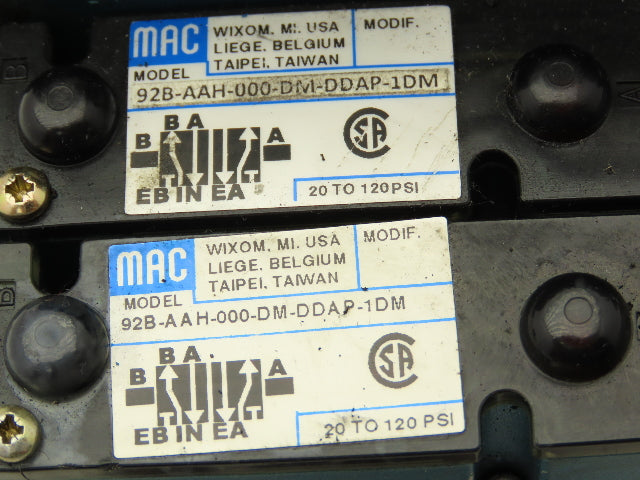 MAC WIXOM. MI. USA MODIF.
LIEGE. BELGIUM
TAIPEI, TAIWAN
MODEL
92B-AAH-000-DM-DDAP-1DM
B A
B A
EB IN EA
SA
20 TO 120 PSI
MAC WIXOM. MI. USA MODIF.
LIEGE. BELGIUM
TAIPEI, TAIWAN
MODEL
92B-AAH-000-DM-DDAP-1DM
B A
B A
EB IN EA
SA
20 TO 120 PSI